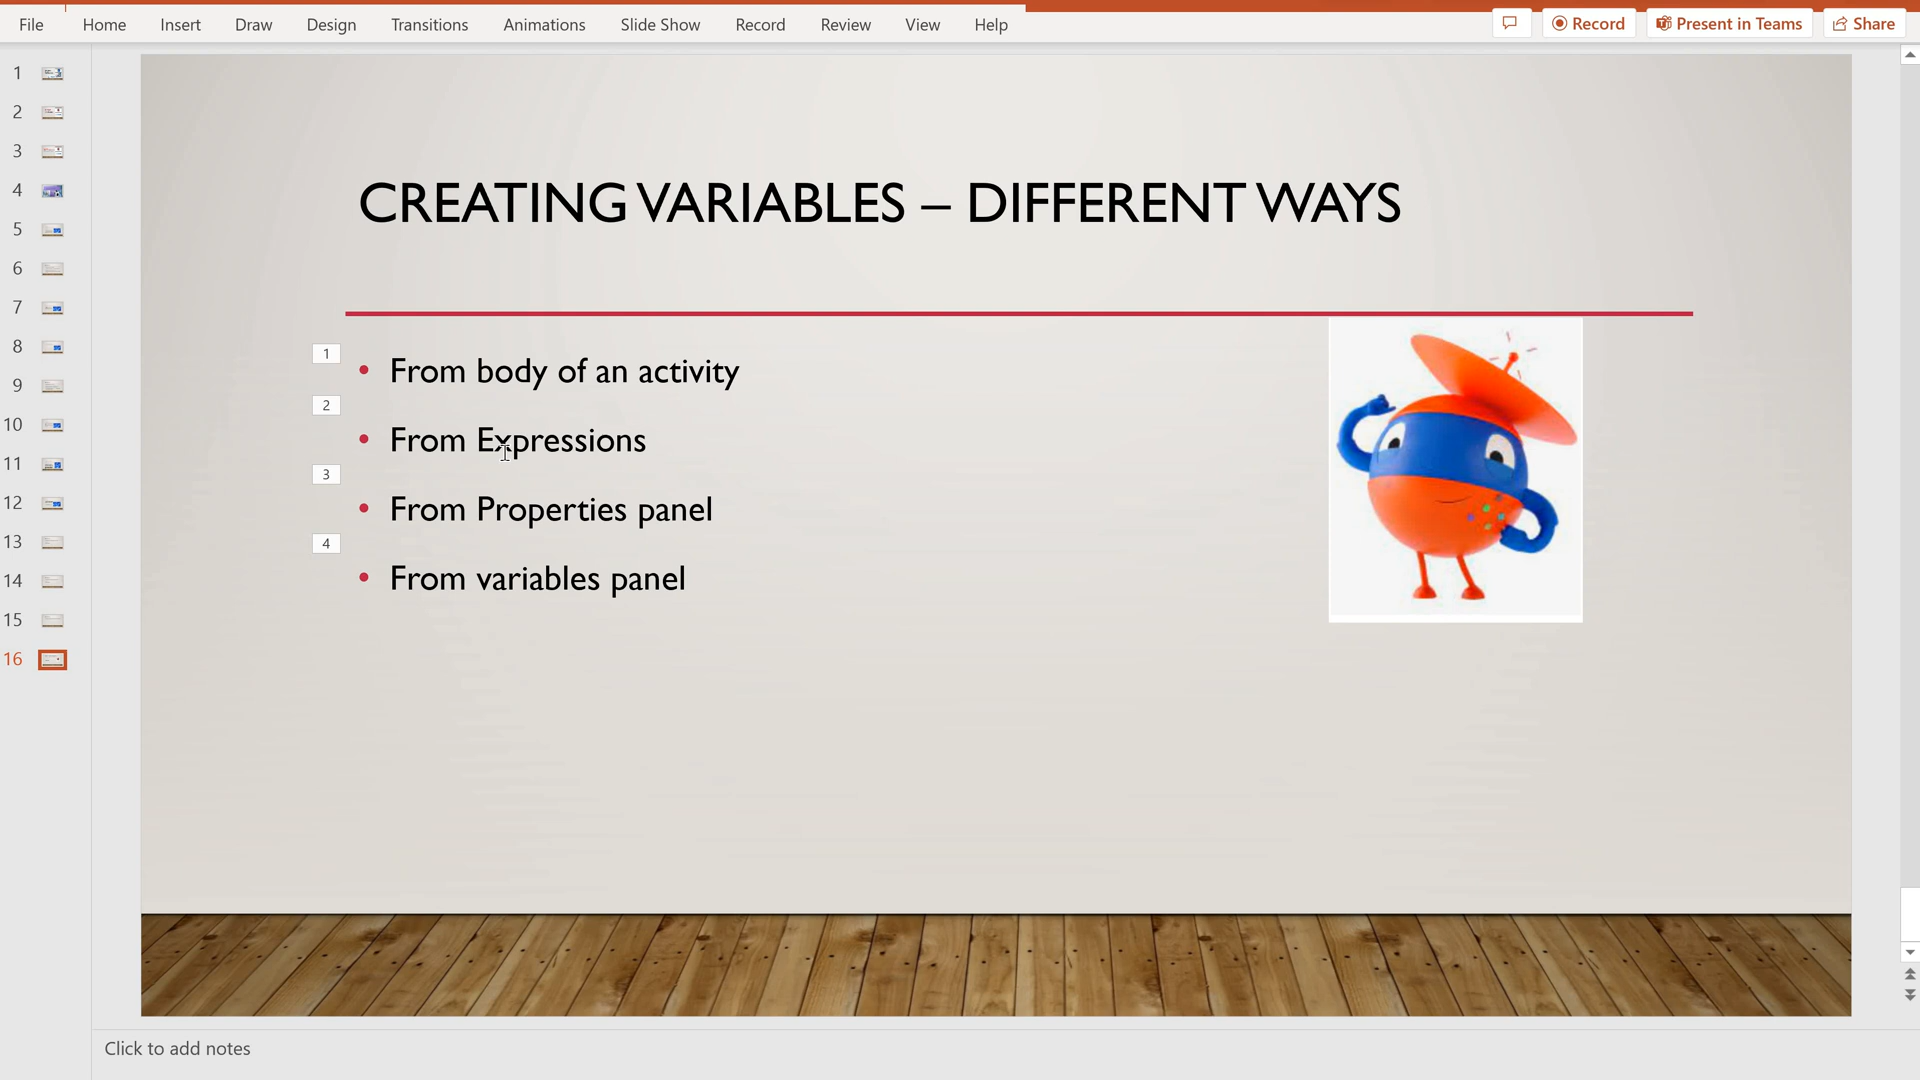 File Home Insert Draw Design Transitions Animations Slide Show Record Review View Help Record Present in Teams Share
1
2
3
4
5
6
7
8
9
10
11
12
13
14
15
16
CREATING VARIABLES – DIFFERENT WAYS
1
• From body of an activity
2
• From Expressions
3
• From Properties panel
4
• From variables panel
Click to add notes